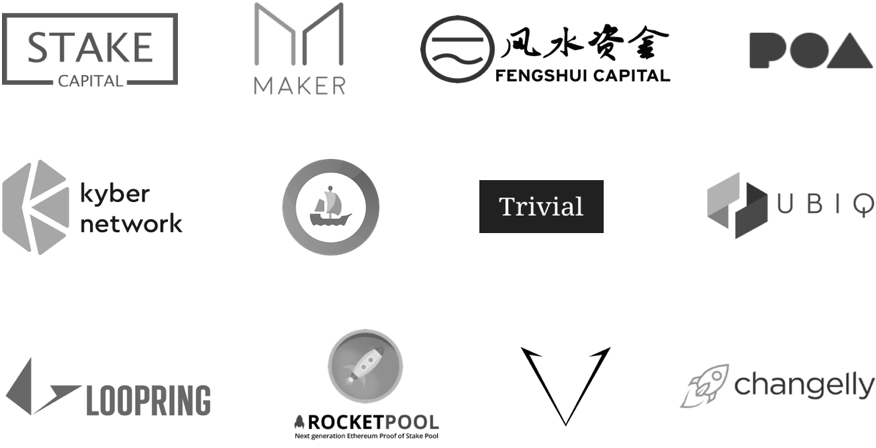 STAKE
CAPITAL
MAKER
风水资金
FENGSHUI CAPITAL
POA
kyber
network
Trivial
UBIQ
LOOPRING
ROCKETPOOL
Next generation Ethereum Proof of Stake Pool
changelly